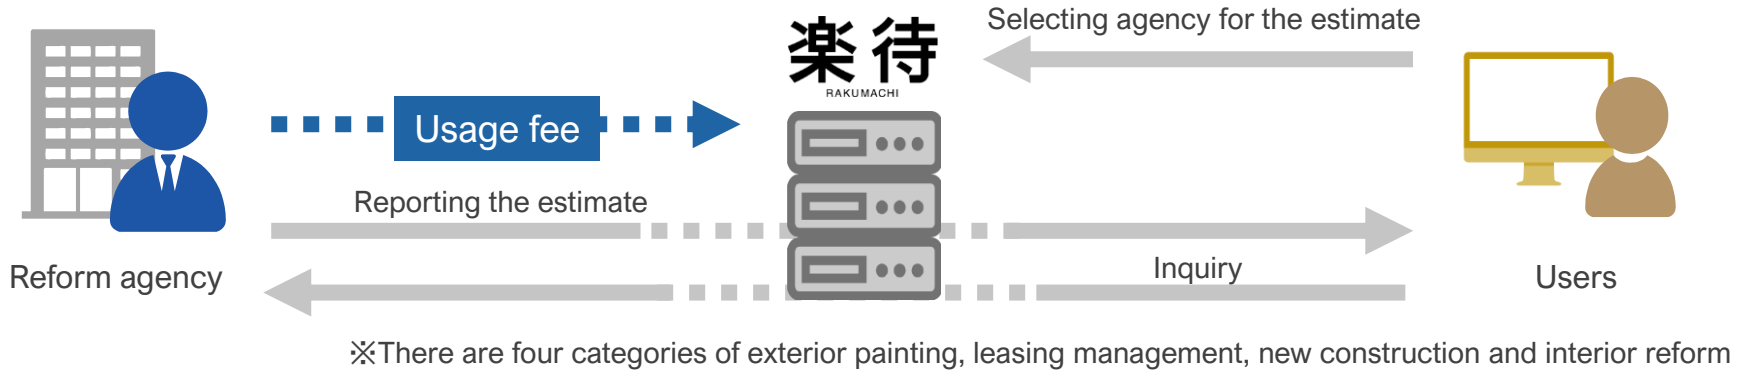 Selecting agency for the estimate
楽待
RAKUMACHI
Usage fee
Reporting the estimate
Inquiry
Reform agency
Users
※There are four categories of exterior painting, leasing management, new construction and interior reform